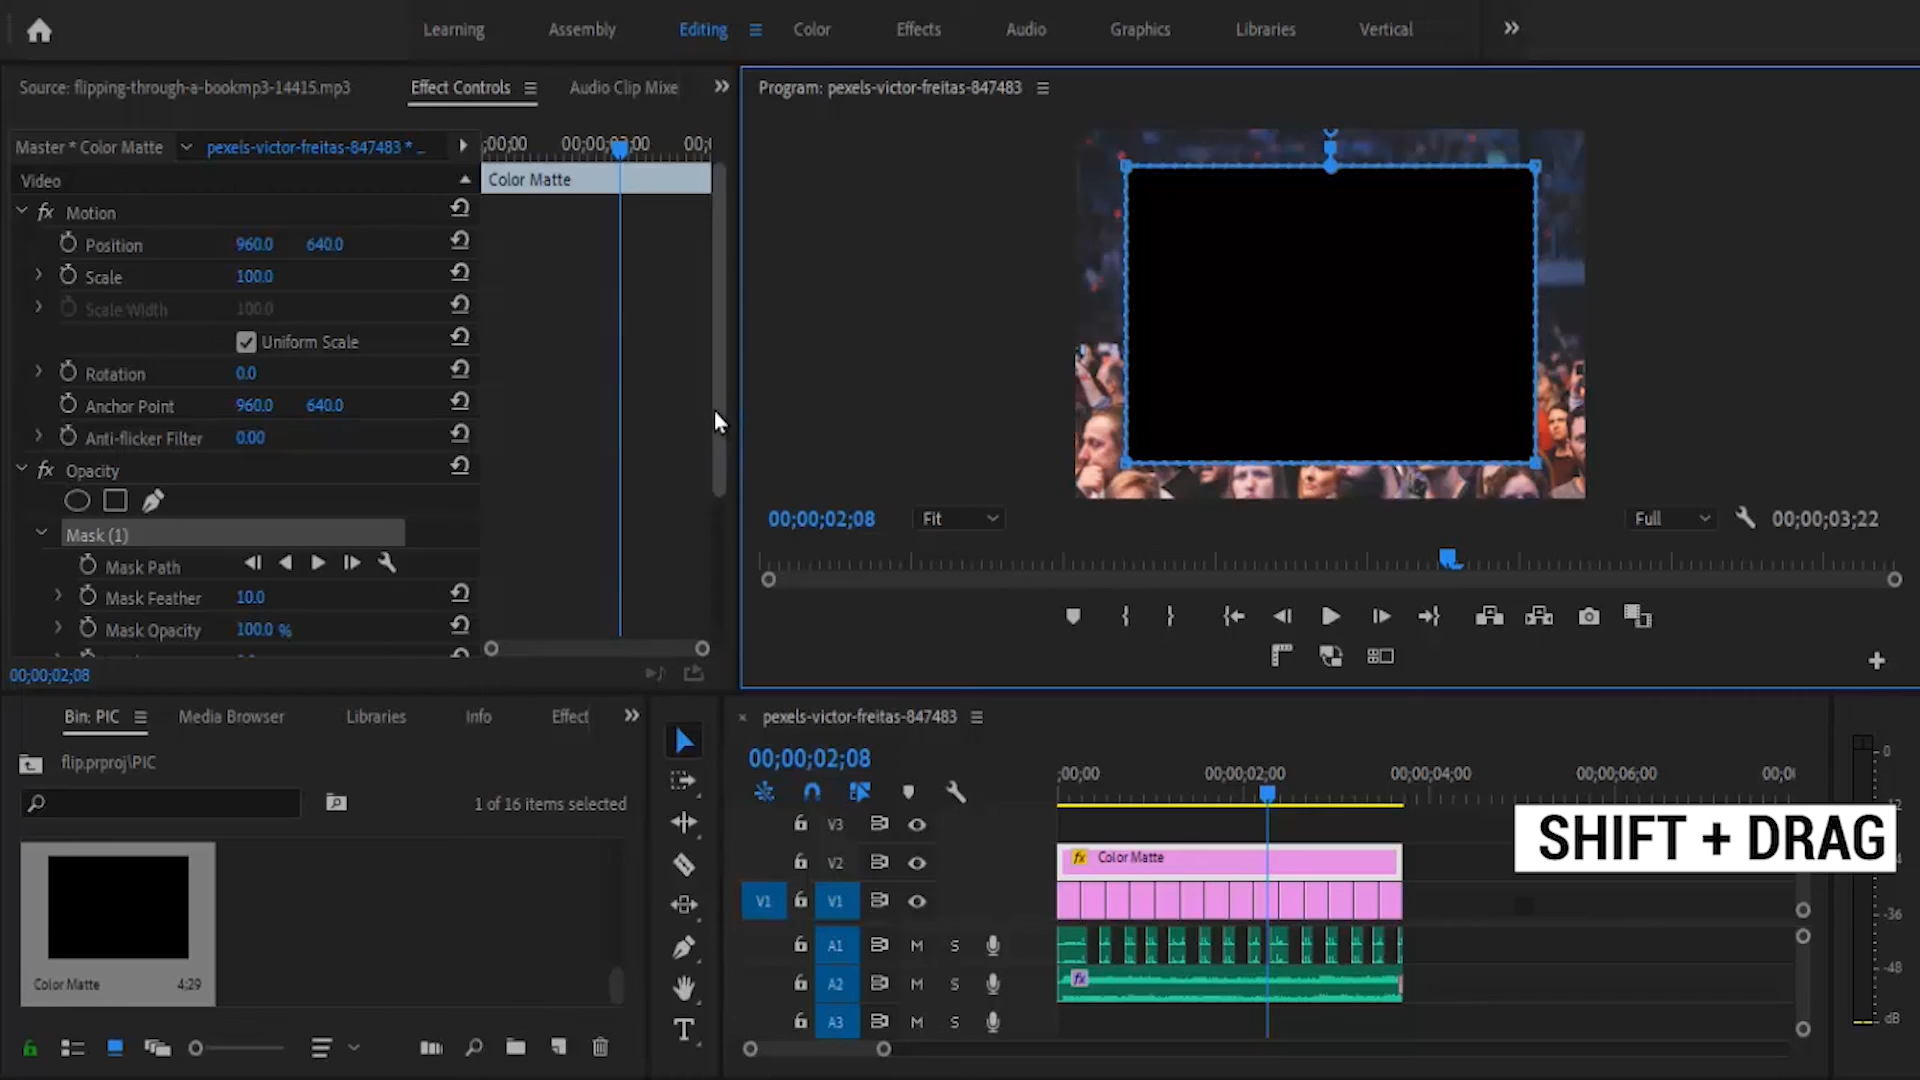 Learning Assembly Editing Color Effects Audio Graphics Libraries Vertical
Source: flipping-through-a-bookmp3-14415.mp3 Effect Controls Audio Clip Mixe
Program: pexels-victor-freitas-847483
Master * Color Matte pexels-victor-freitas-847483 * ..
;00;00 00;00;02;00 00;(
Video
Color Matte
fx Motion
Position 960.0 640.0
Scale 100.0
Scale Width 100.0
Uniform Scale
Rotation 0.0
Anchor Point 960.0 640.0
Anti-flicker Filter 0.00
fx Opacity
Mask (1)
Mask Path
Mask Feather 10.0
Mask Opacity 100.0 %
00;00;02;08
00;00;02;08 Fit Full 00;00;03;22
Bin: PIC Media Browser Libraries Info Effect
flip.prproj\PIC
1 of 16 items selected
Color Matte 4:29
pexels-victor-freitas-847483
00;00;02;08
;00;00 00;00;02;00 00;00;04;00 00;00;06;00 00;0
V3
V2 fx Color Matte
V1 V1
A1 M S
A2 M S fx
A3 M S
SHIFT + DRAG
0
-36
-48
dB
T